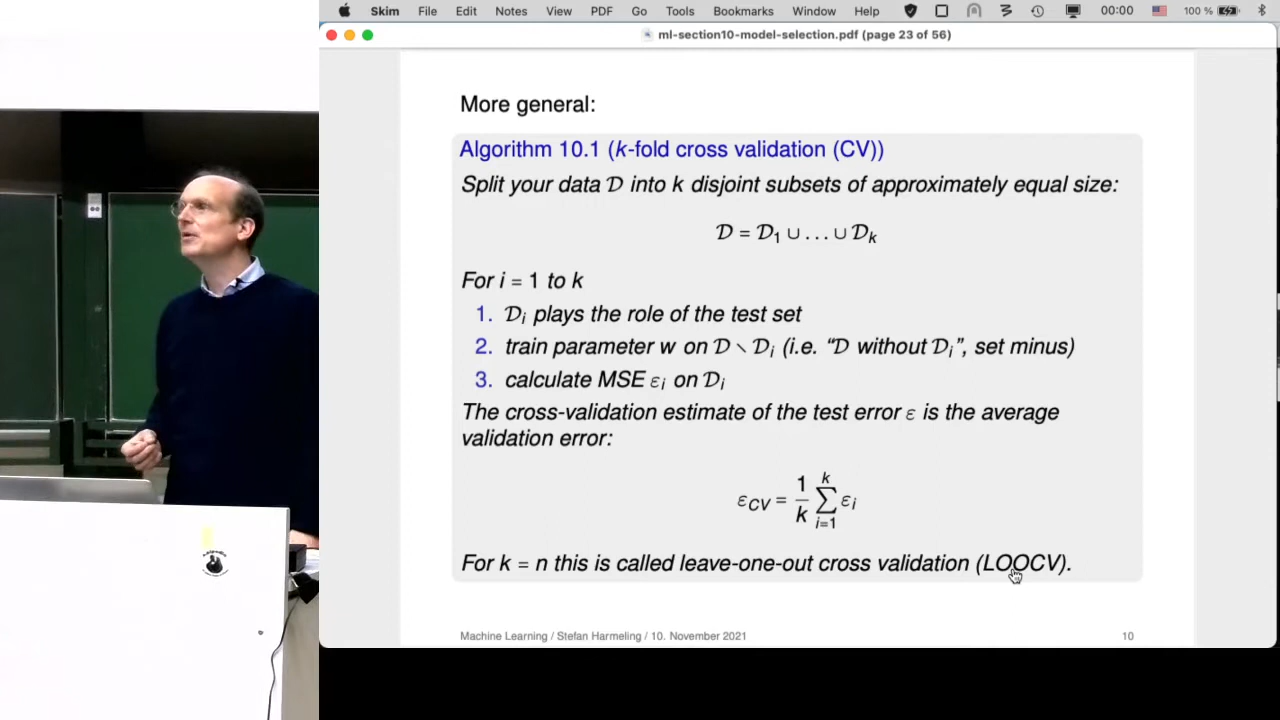 Skim File Edit Notes View PDF Go Tools Bookmarks Window Help 00:00 100 %
ml-section10-model-selection.pdf (page 23 of 56)
More general:
Algorithm 10.1 (k-fold cross validation (CV))
Split your data D into k disjoint subsets of approximately equal size:
D = D₁ ∪ . . . ∪ Dₖ
For i = 1 to k
1. Dᵢ plays the role of the test set
2. train parameter w on D ∖ Dᵢ (i.e. “D without Dᵢ”, set minus)
3. calculate MSE εᵢ on Dᵢ
The cross-validation estimate of the test error ε is the average
validation error:
ε_CV = 1/k ∑_{i=1}^{k} εᵢ
For k = n this is called leave-one-out cross validation (LOOCV).
Machine Learning / Stefan Harmeling / 10. November 2021 10